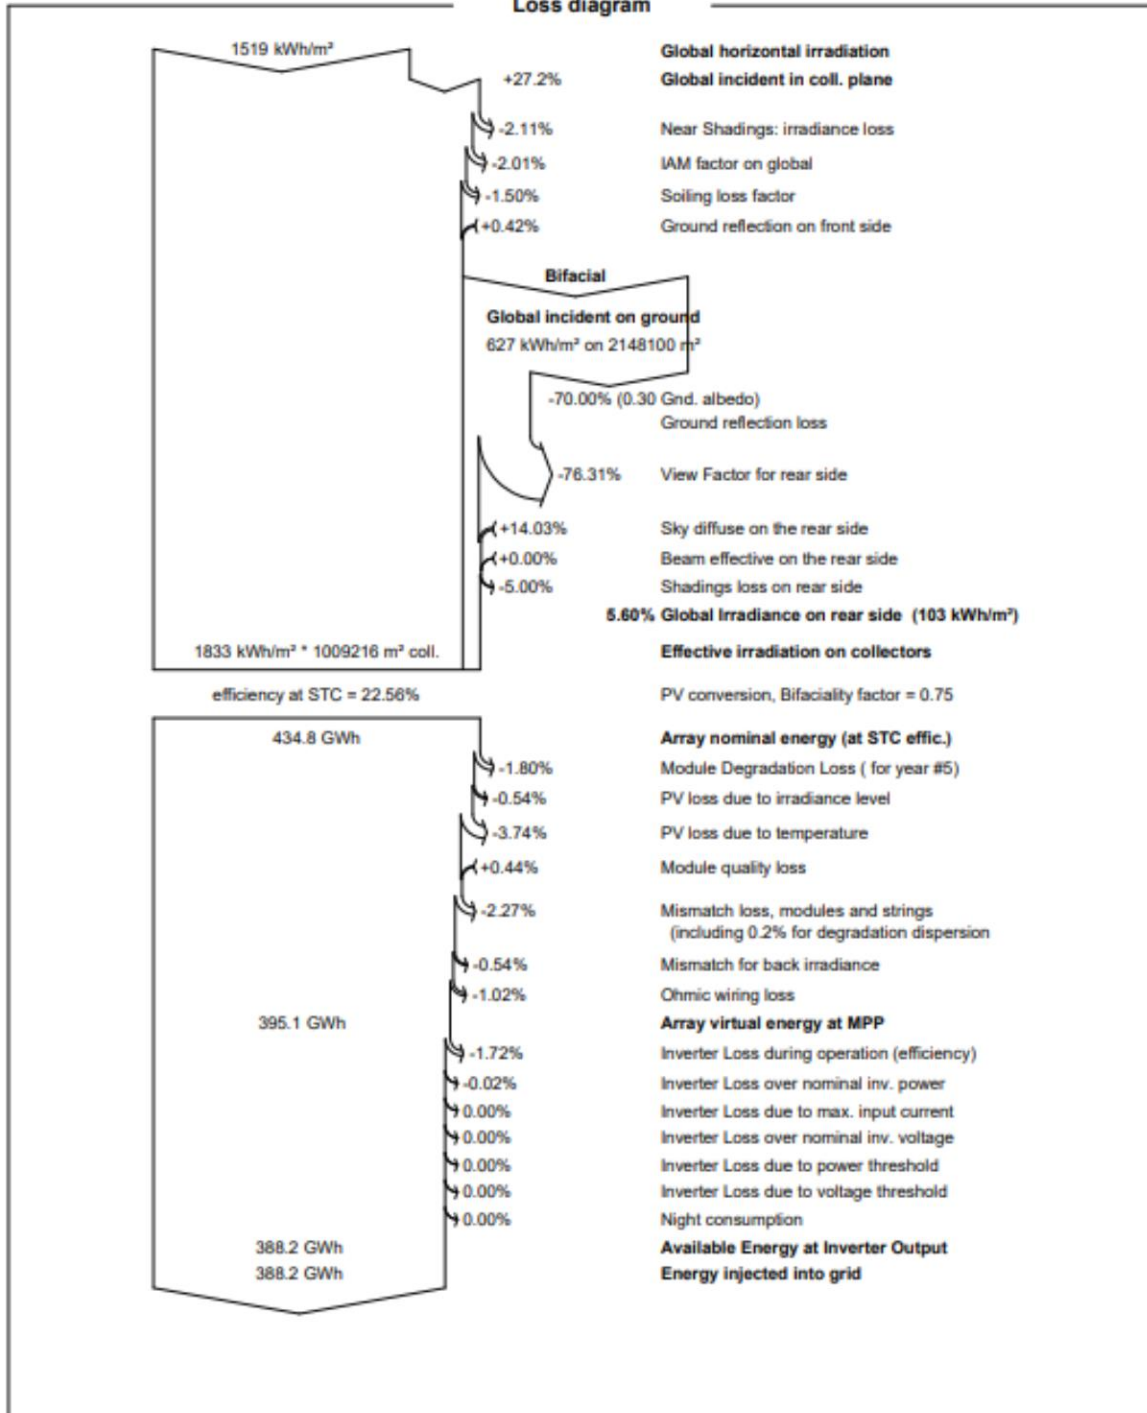 Loss diagram
1519 kWh/m² Global horizontal irradiation
+27.2% Global incident in coll. plane
-2.11% Near Shadings: irradiance loss
-2.01% IAM factor on global
-1.50% Soiling loss factor
+0.42% Ground reflection on front side
Bifacial
Global incident on ground
627 kWh/m² on 2148100 m²
-70.00% (0.30 Gnd. albedo)
Ground reflection loss
-76.31% View Factor for rear side
+14.03% Sky diffuse on the rear side
+0.00% Beam effective on the rear side
-5.00% Shadings loss on rear side
5.60% Global Irradiance on rear side (103 kWh/m²)
1833 kWh/m² * 1009216 m² coll. Effective irradiation on collectors
efficiency at STC = 22.56% PV conversion, Bifaciality factor = 0.75
434.8 GWh Array nominal energy (at STC effic.)
-1.80% Module Degradation Loss ( for year #5)
-0.54% PV loss due to irradiance level
-3.74% PV loss due to temperature
+0.44% Module quality loss
-2.27% Mismatch loss, modules and strings
(including 0.2% for degradation dispersion
-0.54% Mismatch for back irradiance
-1.02% Ohmic wiring loss
395.1 GWh Array virtual energy at MPP
-1.72% Inverter Loss during operation (efficiency)
-0.02% Inverter Loss over nominal inv. power
0.00% Inverter Loss due to max. input current
0.00% Inverter Loss over nominal inv. voltage
0.00% Inverter Loss due to power threshold
0.00% Inverter Loss due to voltage threshold
0.00% Night consumption
388.2 GWh Available Energy at Inverter Output
388.2 GWh Energy injected into grid